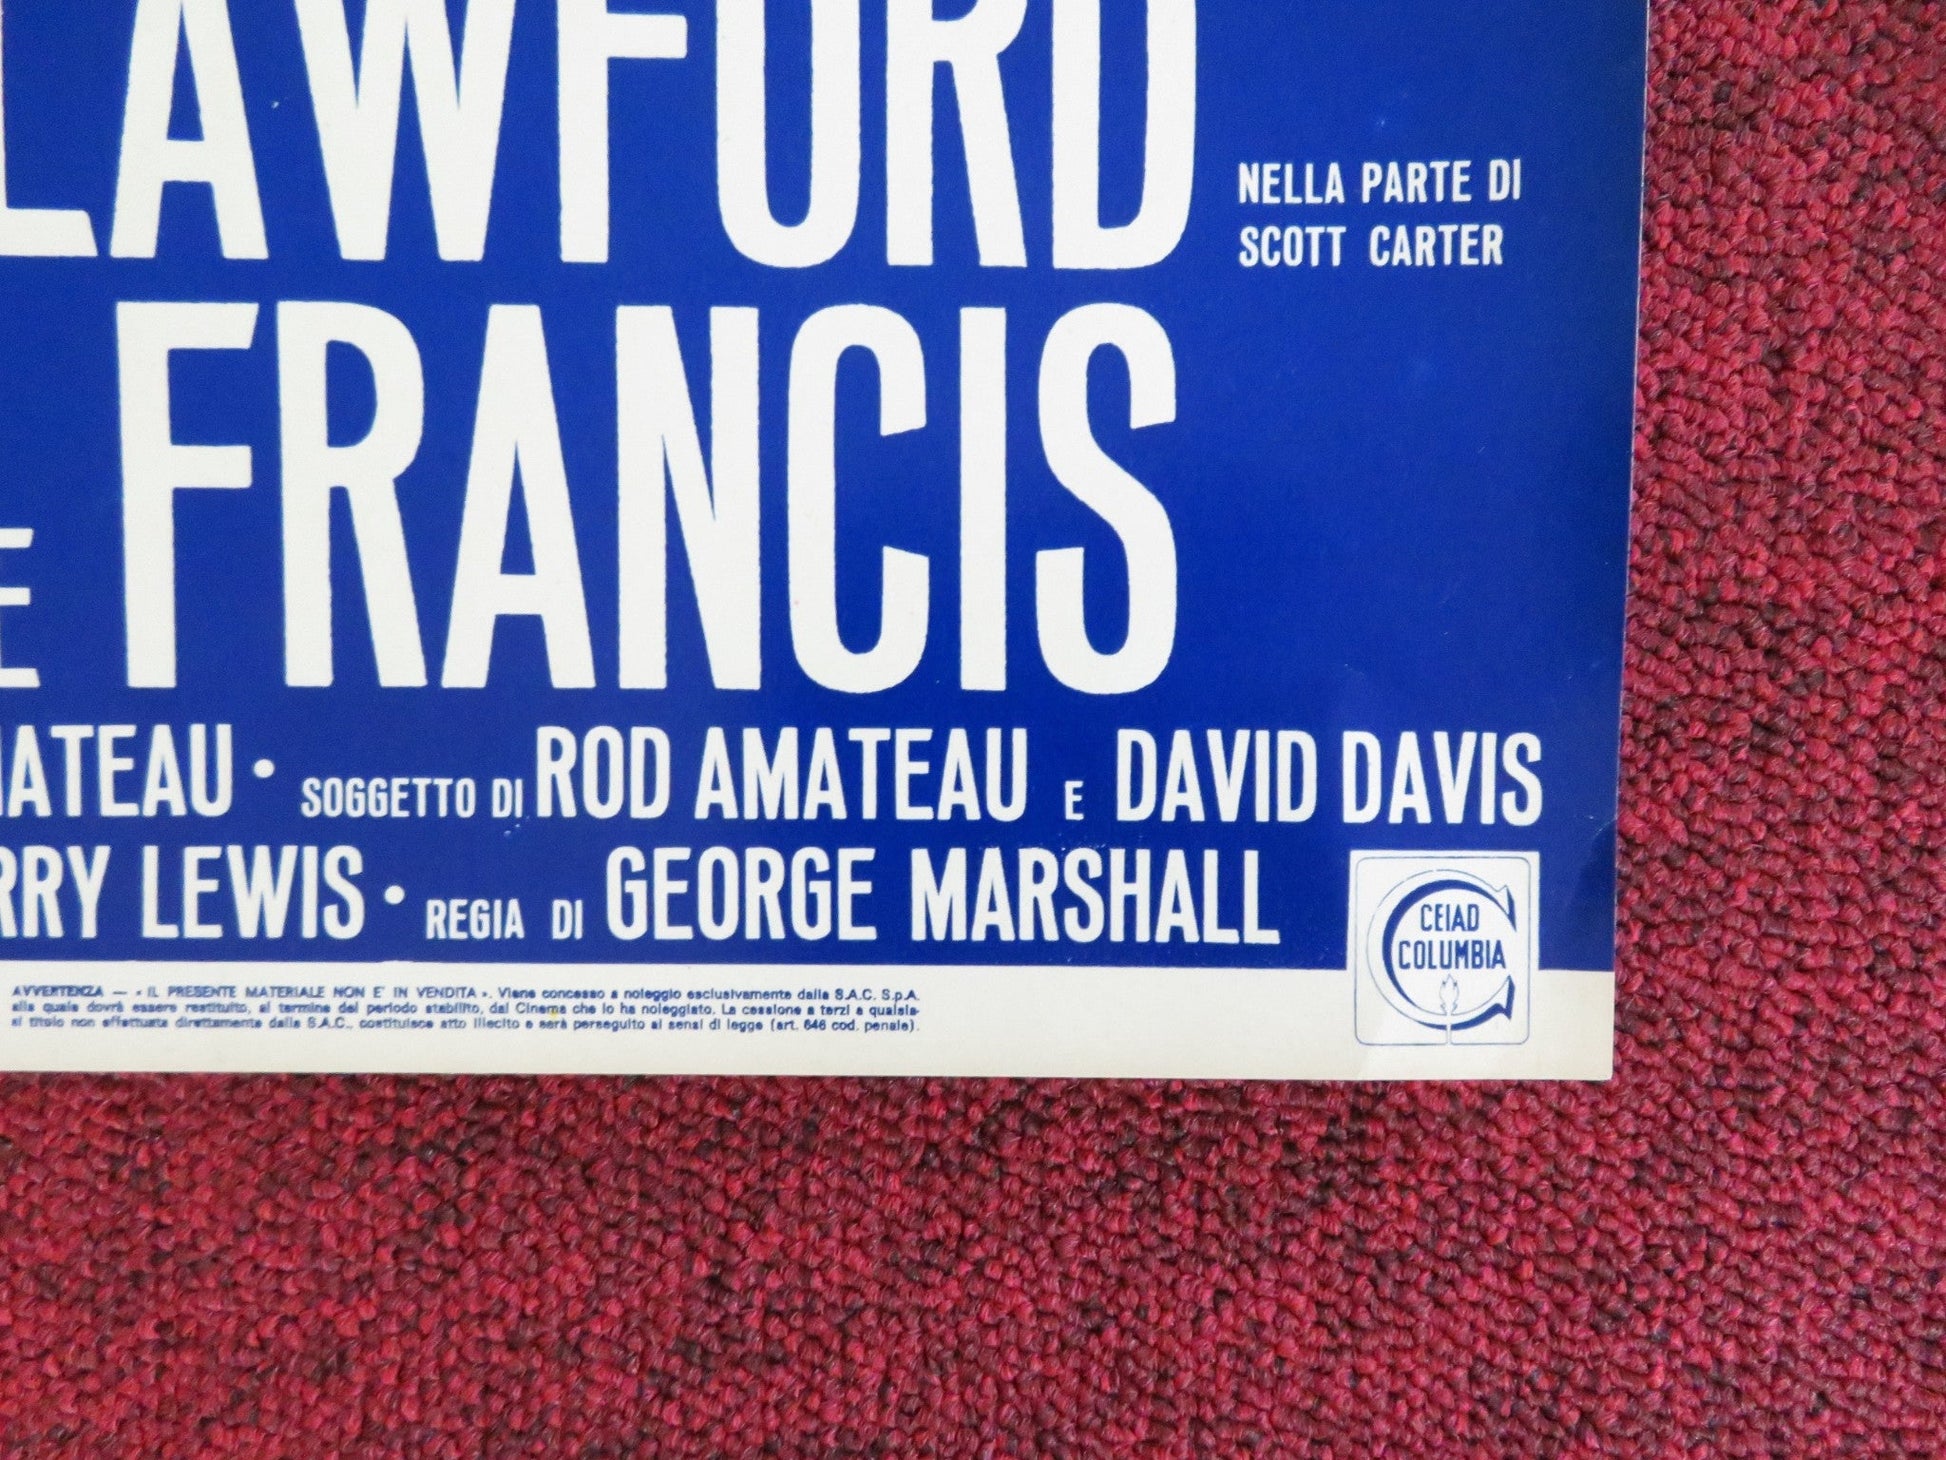 LAWFORD
NELLA PARTE DI
SCOTT CARTER
FRANCIS
MATEAU • SOGGETTO DI ROD AMATEAU E DAVID DAVIS
RRY LEWIS • REGIA DI GEORGE MARSHALL
CEIAD
COLUMBIA
AVVERTENZA — « IL PRESENTE MATERIALE NON E' IN VENDITA ». Viene concesso a noleggio esclusivamente dalla S.A.C. S.p.A.
alla quale dovrà essere restituito, al termine del periodo stabilito, dal Cinema che lo ha noleggiato. La cessione a terzi a qualsia-
si titolo non effettuata direttamente dalla S.A.C., costituisce atto illecito e sarà perseguito ai sensi di legge (art. 646 cod. penale).